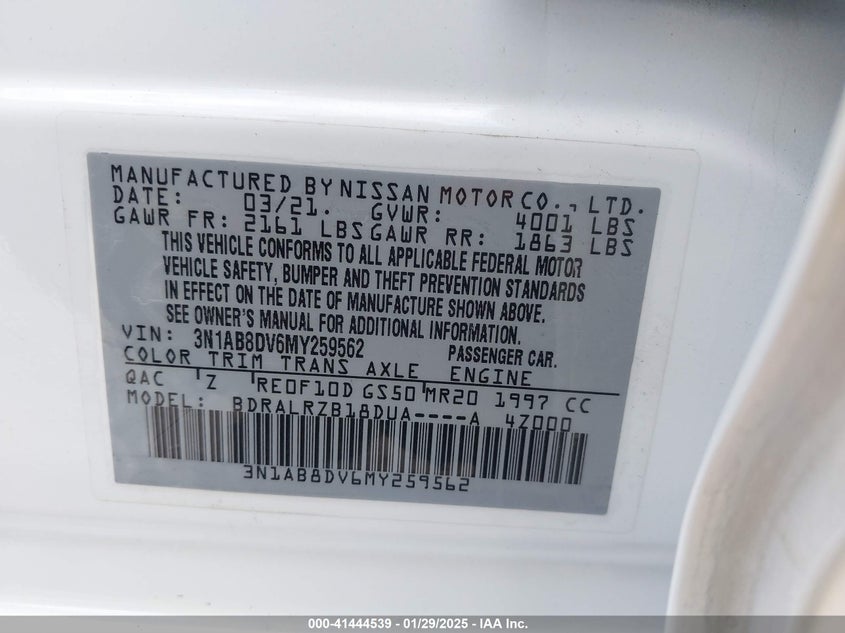 MANUFACTURED BY NISSAN MOTOR CO., LTD.
DATE: 03/21. GVWR: 4001 LBS
GAWR FR: 2161 LBS GAWR RR: 1863 LBS
THIS VEHICLE CONFORMS TO ALL APPLICABLE FEDERAL MOTOR
VEHICLE SAFETY, BUMPER AND THEFT PREVENTION STANDARDS
IN EFFECT ON THE DATE OF MANUFACTURE SHOWN ABOVE.
SEE OWNER'S MANUAL FOR ADDITIONAL INFORMATION.
VIN: 3N1AB8DV6MY259562 PASSENGER CAR.
COLOR TRIM TRANS AXLE ENGINE
QAC Z RE0F10D GS50 MR20 1997 CC
MODEL: BDRALRZB18DUA----A 47000
3N1AB8DV6MY259562
000-41444539 | 01/29/2025 | IAA Inc.